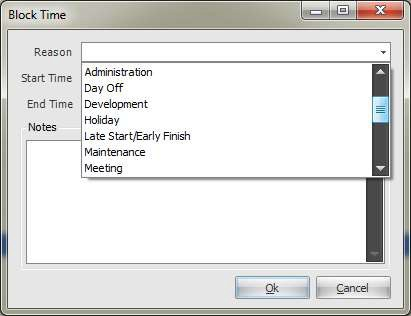 Block Time
Reason
Administration
Start Time
Day Off
End Time
Development
Holiday
Late Start/Early Finish
Maintenance
Meeting
Notes
Ok
Cancel